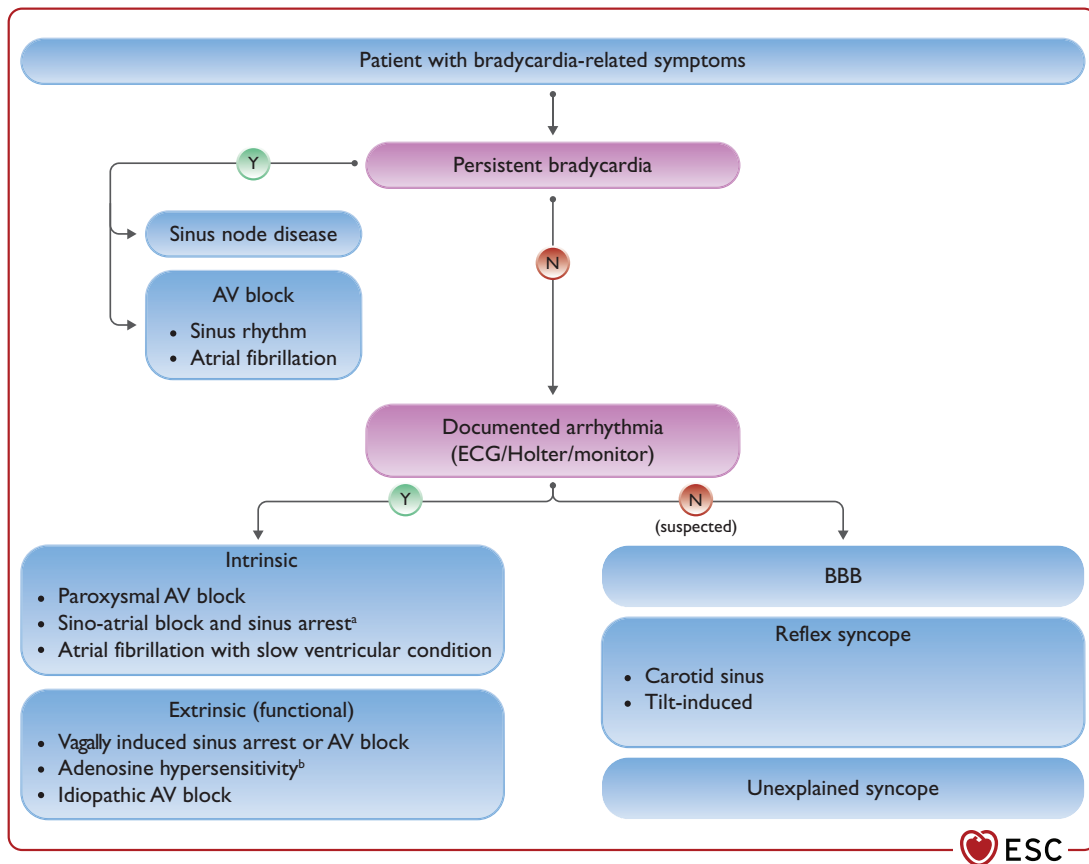 Patient with bradycardia-related symptoms
Persistent bradycardia
Y
Sinus node disease
N
AV block
• Sinus rhythm
• Atrial fibrillation
Documented arrhythmia
(ECG/Holter/monitor)
Y
N
(suspected)
Intrinsic
• Paroxysmal AV block
• Sino-atrial block and sinus arrestᵃ
• Atrial fibrillation with slow ventricular condition
Extrinsic (functional)
• Vagally induced sinus arrest or AV block
• Adenosine hypersensitivityᵇ
• Idiopathic AV block
BBB
Reflex syncope
• Carotid sinus
• Tilt-induced
Unexplained syncope
ESC